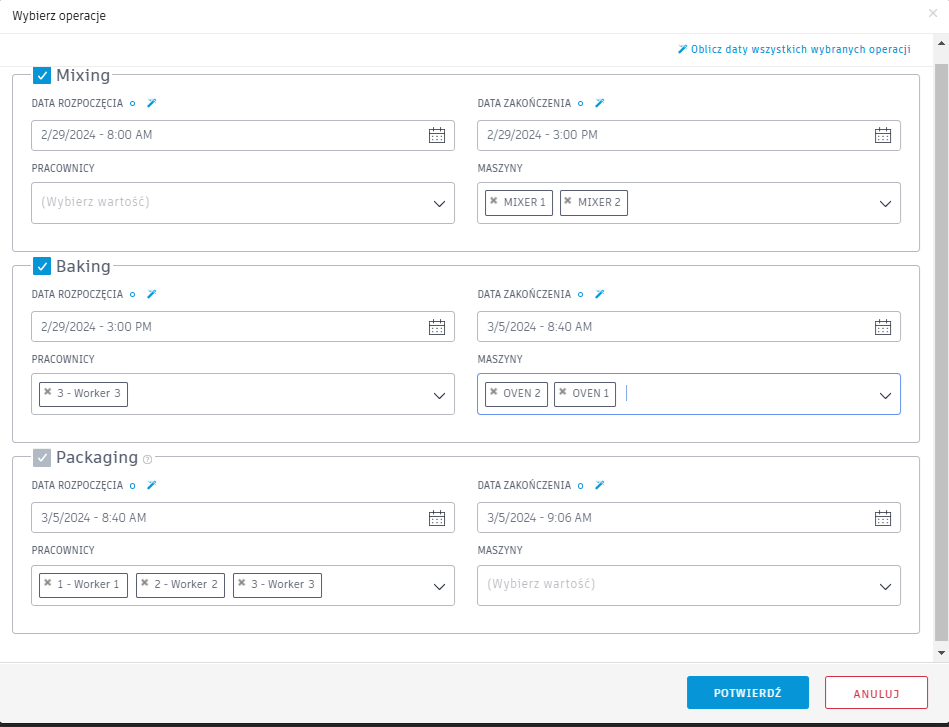 Wybierz operacje
Oblicz daty wszystkich wybranych operacji
Mixing
DATA ROZPOCZĘCIA DATA ZAKOŃCZENIA
2/29/2024 - 8:00 AM 2/29/2024 - 3:00 PM
PRACOWNICY MASZYNY
(Wybierz wartość) MIXER 1 MIXER 2
Baking
DATA ROZPOCZĘCIA DATA ZAKOŃCZENIA
2/29/2024 - 3:00 PM 3/5/2024 - 8:40 AM
PRACOWNICY MASZYNY
3 - Worker 3 OVEN 2 OVEN 1
Packaging
DATA ROZPOCZĘCIA DATA ZAKOŃCZENIA
3/5/2024 - 8:40 AM 3/5/2024 - 9:06 AM
PRACOWNICY MASZYNY
1 - Worker 1 2 - Worker 2 3 - Worker 3 (Wybierz wartość)
POTWIERDŹ ANULUJ